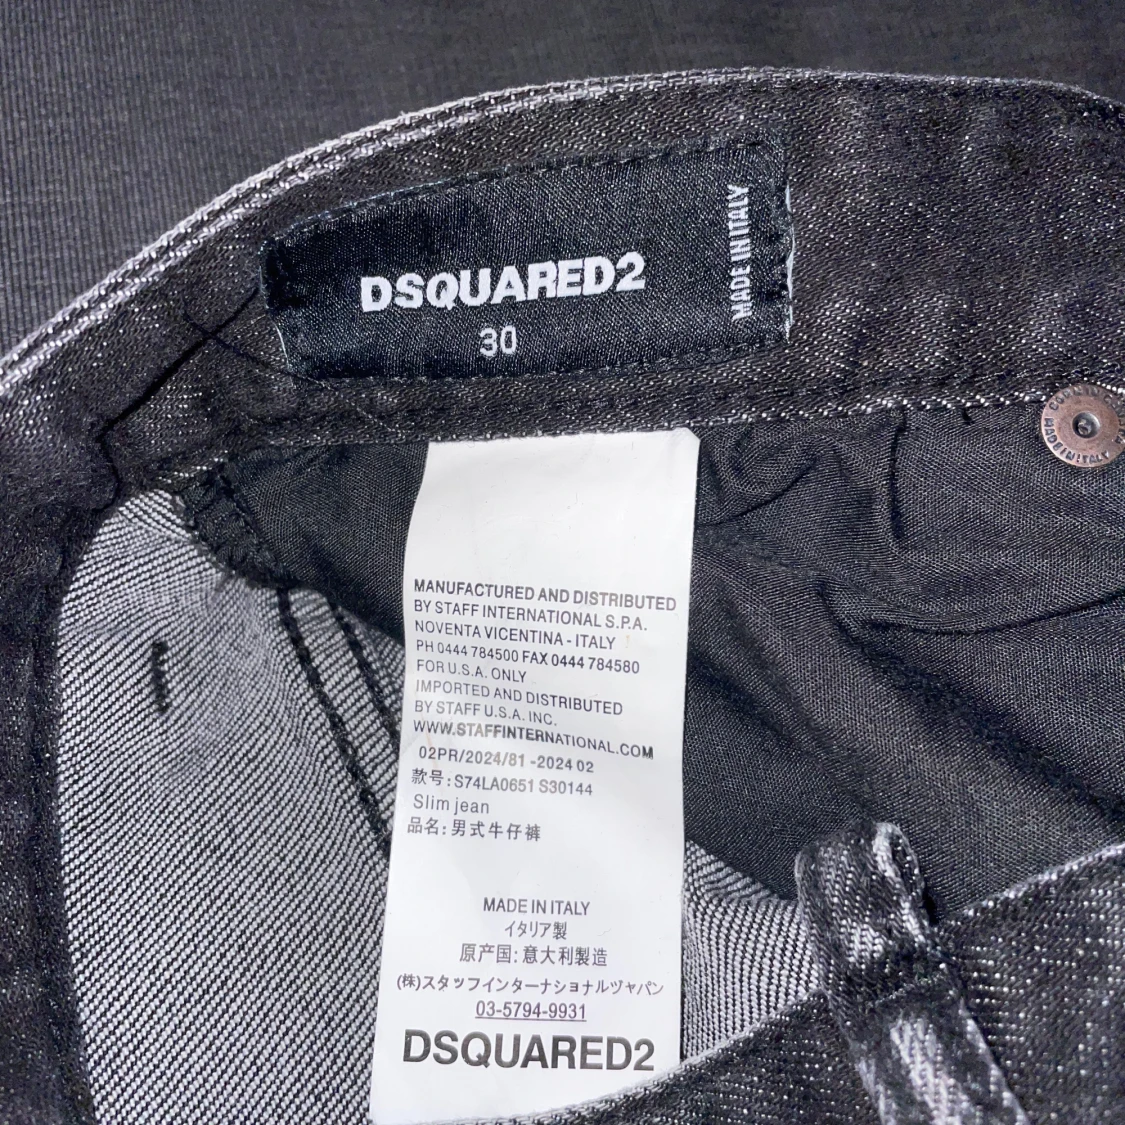 DSQUARED2
30
MADE IN ITALY
MADE IN ITALY
MANUFACTURED AND DISTRIBUTED
BY STAFF INTERNATIONAL S.P.A.
NOVENTA VICENTINA - ITALY
PH 0444 784500 FAX 0444 784580
FOR U.S.A. ONLY
IMPORTED AND DISTRIBUTED
BY STAFF U.S.A. INC.
WWW.STAFFINTERNATIONAL.COM
02PR/2024/81 -2024 02
款号: S74LA0651 S30144
Slim jean
品名: 男式牛仔裤
MADE IN ITALY
イタリア製
原产国: 意大利製造
(株)スタッフインターナショナルヅャパン
03-5794-9931
DSQUARED2